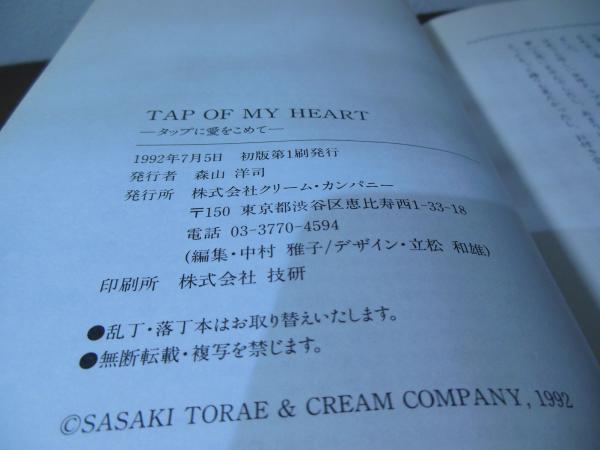 TAP OF MY HEART
―タップに愛をこめて―
1992年7月5日 初版第1刷発行
発行者 森山 洋司
発行所 株式会社クリーム・カンパニー
〒150 東京都渋谷区恵比寿西1-33-18
電話 03-3770-4594
(編集・中村 雅子/デザイン・立松 和雄)
印刷所 株式会社 技研
●乱丁・落丁本はお取り替えいたします。
●無断転載・複写を禁じます。
©SASAKI TORAE & CREAM COMPANY, 1992